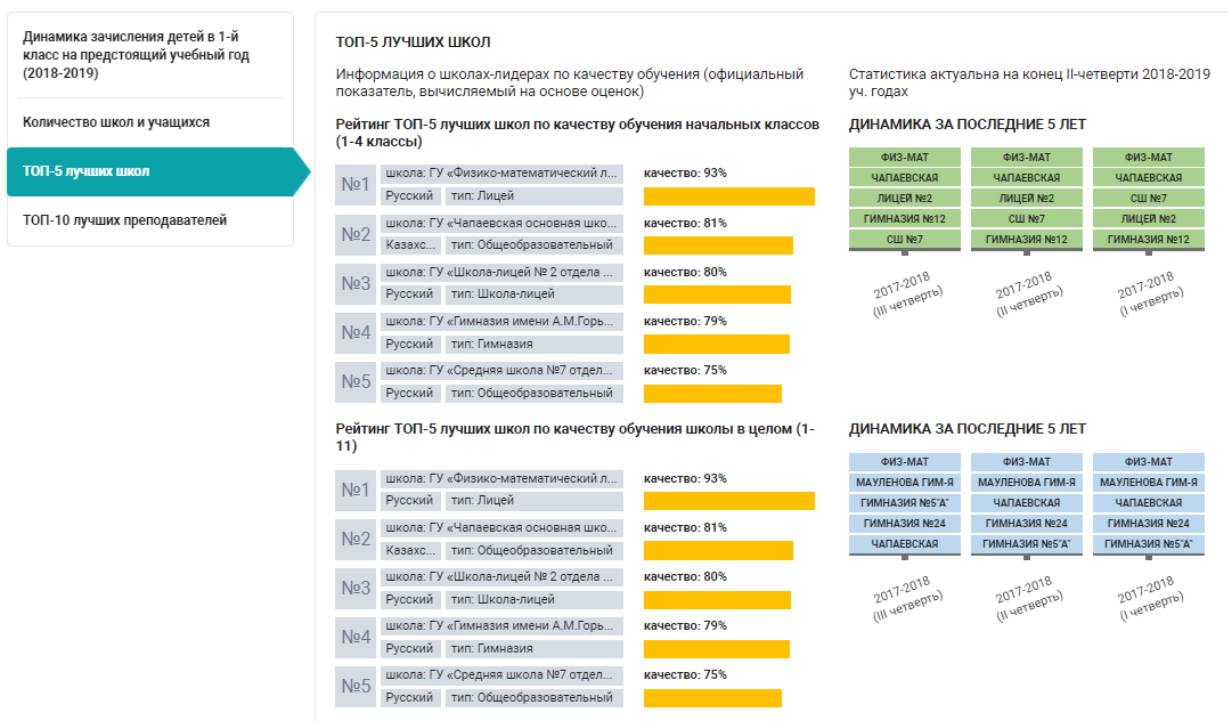 Динамика зачисления детей в 1-й
класс на предстоящий учебный год
(2018-2019)
Количество школ и учащихся
ТОП-5 лучших школ
ТОП-10 лучших преподавателей
ТОП-5 ЛУЧШИХ ШКОЛ
Информация о школах-лидерах по качеству обучения (официальный
показатель, вычисляемый на основе оценок)
Статистика актуальна на конец II-четверти 2018-2019
уч. годах
Рейтинг ТОП-5 лучших школ по качеству обучения начальных классов
(1-4 классы)
№1
школа: ГУ «Физико-математический л...
Русский тип: Лицей
качество: 93%
№2
школа: ГУ «Чапаевская основная шко...
Казахс... тип: Общеобразовательный
качество: 81%
№3
школа: ГУ «Школа-лицей № 2 отдела ...
Русский тип: Школа-лицей
качество: 80%
№4
школа: ГУ «Гимназия имени А.М.Горь...
Русский тип: Гимназия
качество: 79%
№5
школа: ГУ «Средняя школа №7 отдел...
Русский тип: Общеобразовательный
качество: 75%
ДИНАМИКА ЗА ПОСЛЕДНИЕ 5 ЛЕТ
ФИЗ-МАТ ФИЗ-МАТ ФИЗ-МАТ
ЧАПАЕВСКАЯ ЧАПАЕВСКАЯ ЧАПАЕВСКАЯ
ЛИЦЕЙ №2 ЛИЦЕЙ №2 СШ №7
ГИМНАЗИЯ №12 СШ №7 ЛИЦЕЙ №2
СШ №7 ГИМНАЗИЯ №12 ГИМНАЗИЯ №12
2017-2018 2017-2018 2017-2018
(III четверть) (II четверть) (I четверть)
Рейтинг ТОП-5 лучших школ по качеству обучения школы в целом (1-
11)
№1
школа: ГУ «Физико-математический л...
Русский тип: Лицей
качество: 93%
№2
школа: ГУ «Чапаевская основная шко...
Казахс... тип: Общеобразовательный
качество: 81%
№3
школа: ГУ «Школа-лицей № 2 отдела ...
Русский тип: Школа-лицей
качество: 80%
№4
школа: ГУ «Гимназия имени А.М.Горь...
Русский тип: Гимназия
качество: 79%
№5
школа: ГУ «Средняя школа №7 отдел...
Русский тип: Общеобразовательный
качество: 75%
ДИНАМИКА ЗА ПОСЛЕДНИЕ 5 ЛЕТ
ФИЗ-МАТ ФИЗ-МАТ ФИЗ-МАТ
МАУЛЕНОВА ГИМ-Я МАУЛЕНОВА ГИМ-Я МАУЛЕНОВА ГИМ-Я
ГИМНАЗИЯ №5"А" ЧАПАЕВСКАЯ ЧАПАЕВСКАЯ
ГИМНАЗИЯ №24 ГИМНАЗИЯ №24 ГИМНАЗИЯ №24
ЧАПАЕВСКАЯ ГИМНАЗИЯ №5"А" ГИМНАЗИЯ №5"А"
2017-2018 2017-2018 2017-2018
(III четверть) (II четверть) (I четверть)